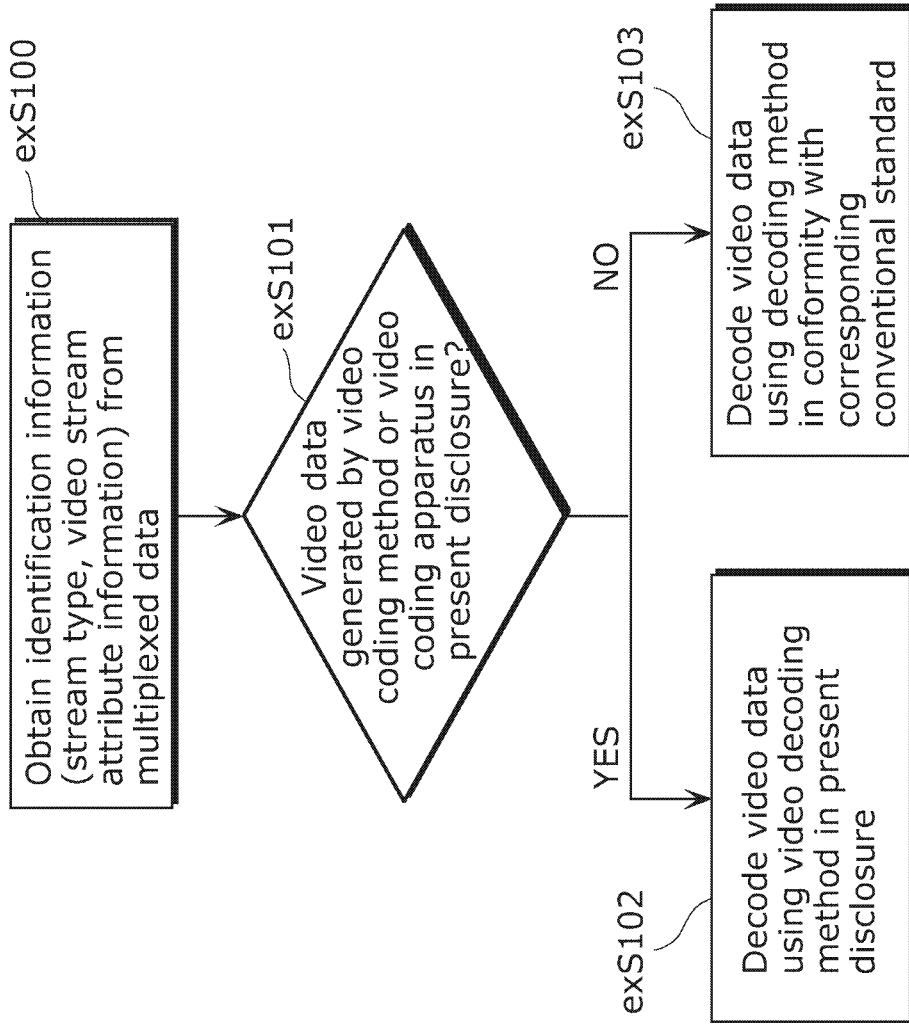 exS100
Obtain identification information
(stream type, video stream
attribute information) from
multiplexed data
exS101
Video data
generated by video
coding method or video
coding apparatus in
present disclosure?
YES
NO
exS102
Decode video data
using video decoding
method in present
disclosure
exS103
Decode video data
using decoding method
in conformity with
corresponding
conventional standard